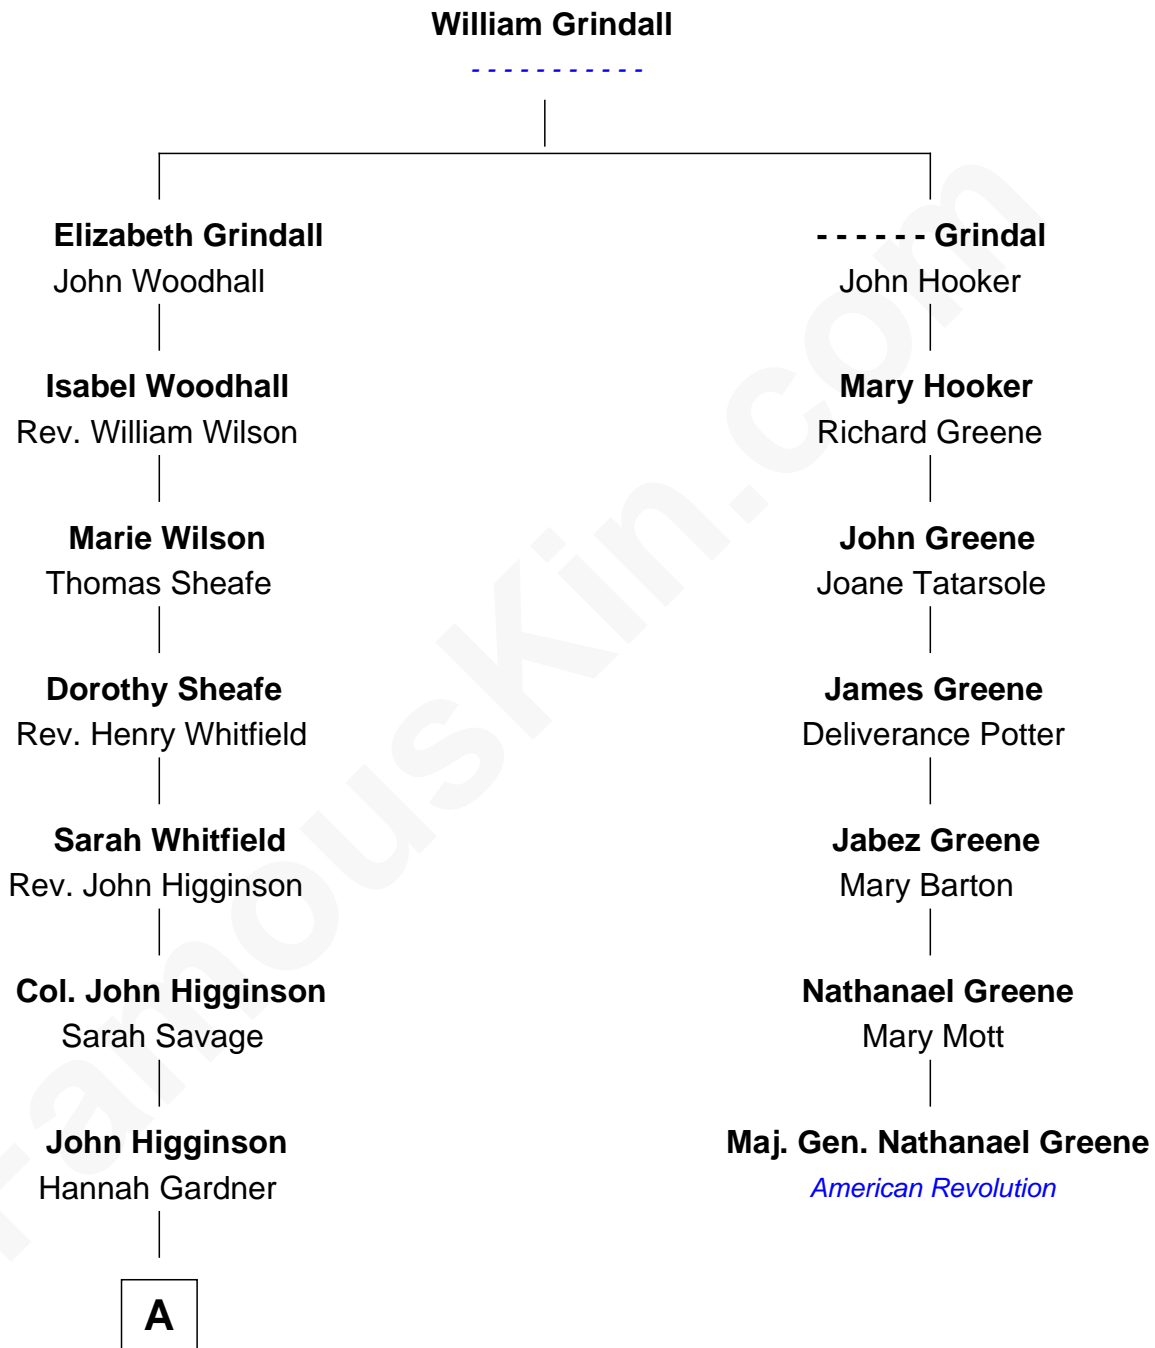 William Grindall
- - - - - - - - - - -
Elizabeth Grindall
John Woodhall
Isabel Woodhall
Rev. William Wilson
Marie Wilson
Thomas Sheafe
Dorothy Sheafe
Rev. Henry Whitfield
Sarah Whitfield
Rev. John Higginson
Col. John Higginson
Sarah Savage
John Higginson
Hannah Gardner
A
- - - - - - Grindal
John Hooker
Mary Hooker
Richard Greene
John Greene
Joane Tatarsole
James Greene
Deliverance Potter
Jabez Greene
Mary Barton
Nathanael Greene
Mary Mott
Maj. Gen. Nathanael Greene
American Revolution
FamousKin.com